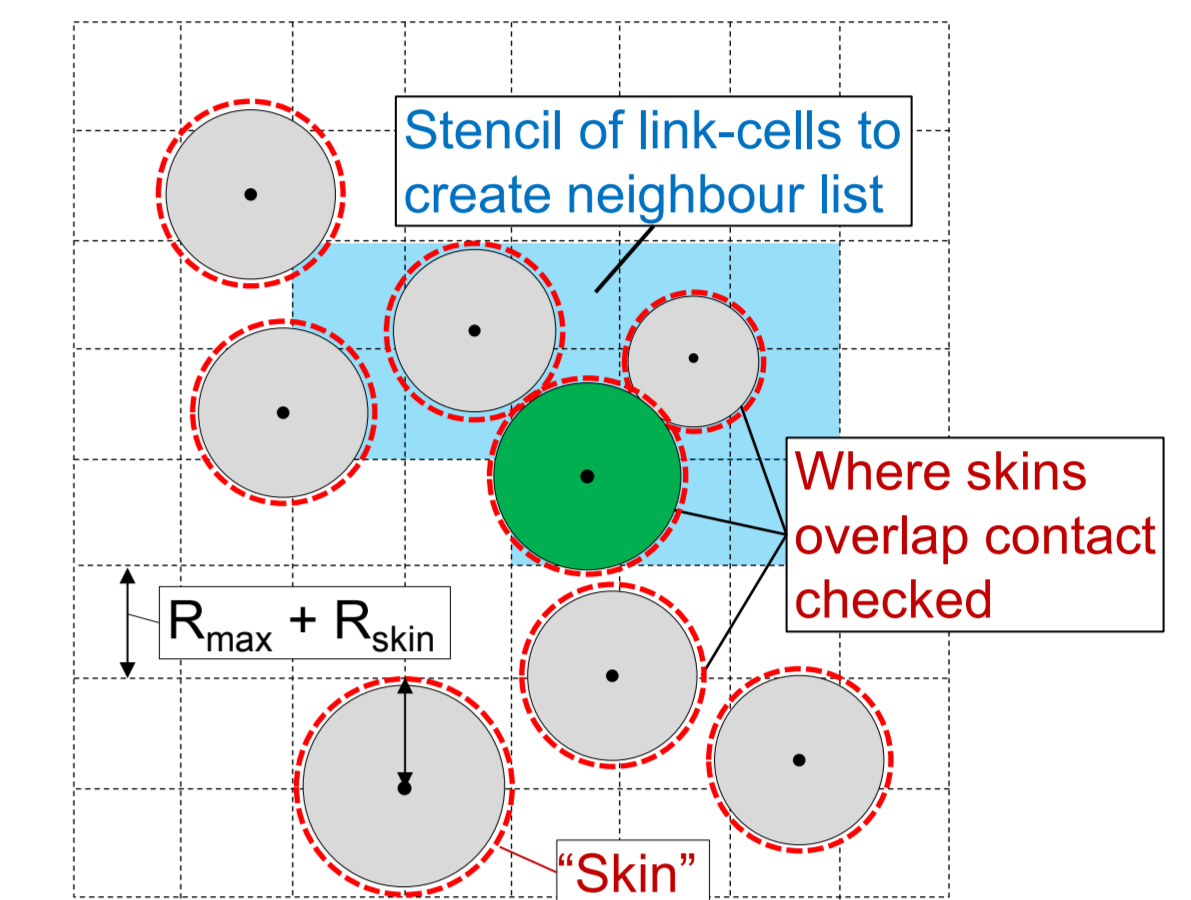 Stencil of link-cells to
create neighbour list
Where skins
overlap contact
checked
Rmax + Rskin
“Skin”